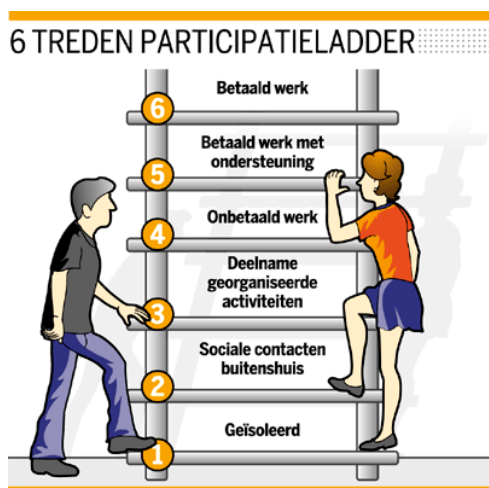 6 TREDEN PARTICIPATIELADDER
Betaald werk
6
Betaald werk met
ondersteuning
5
Onbetaald werk
4
Deelname
georganiseerde
activiteiten
3
Sociale contacten
buitenshuis
2
Geïsoleerd
1